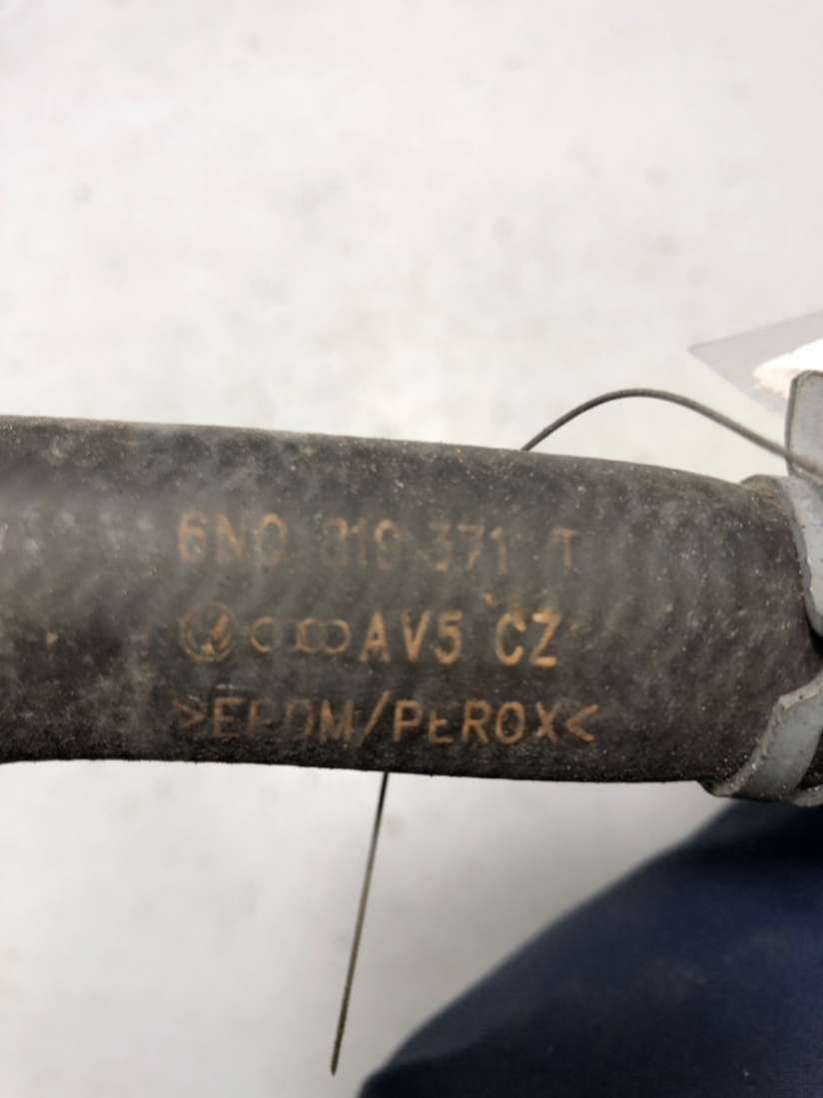 6N0 819 371 T
AV5 CZ
>EPDM/PEROX<